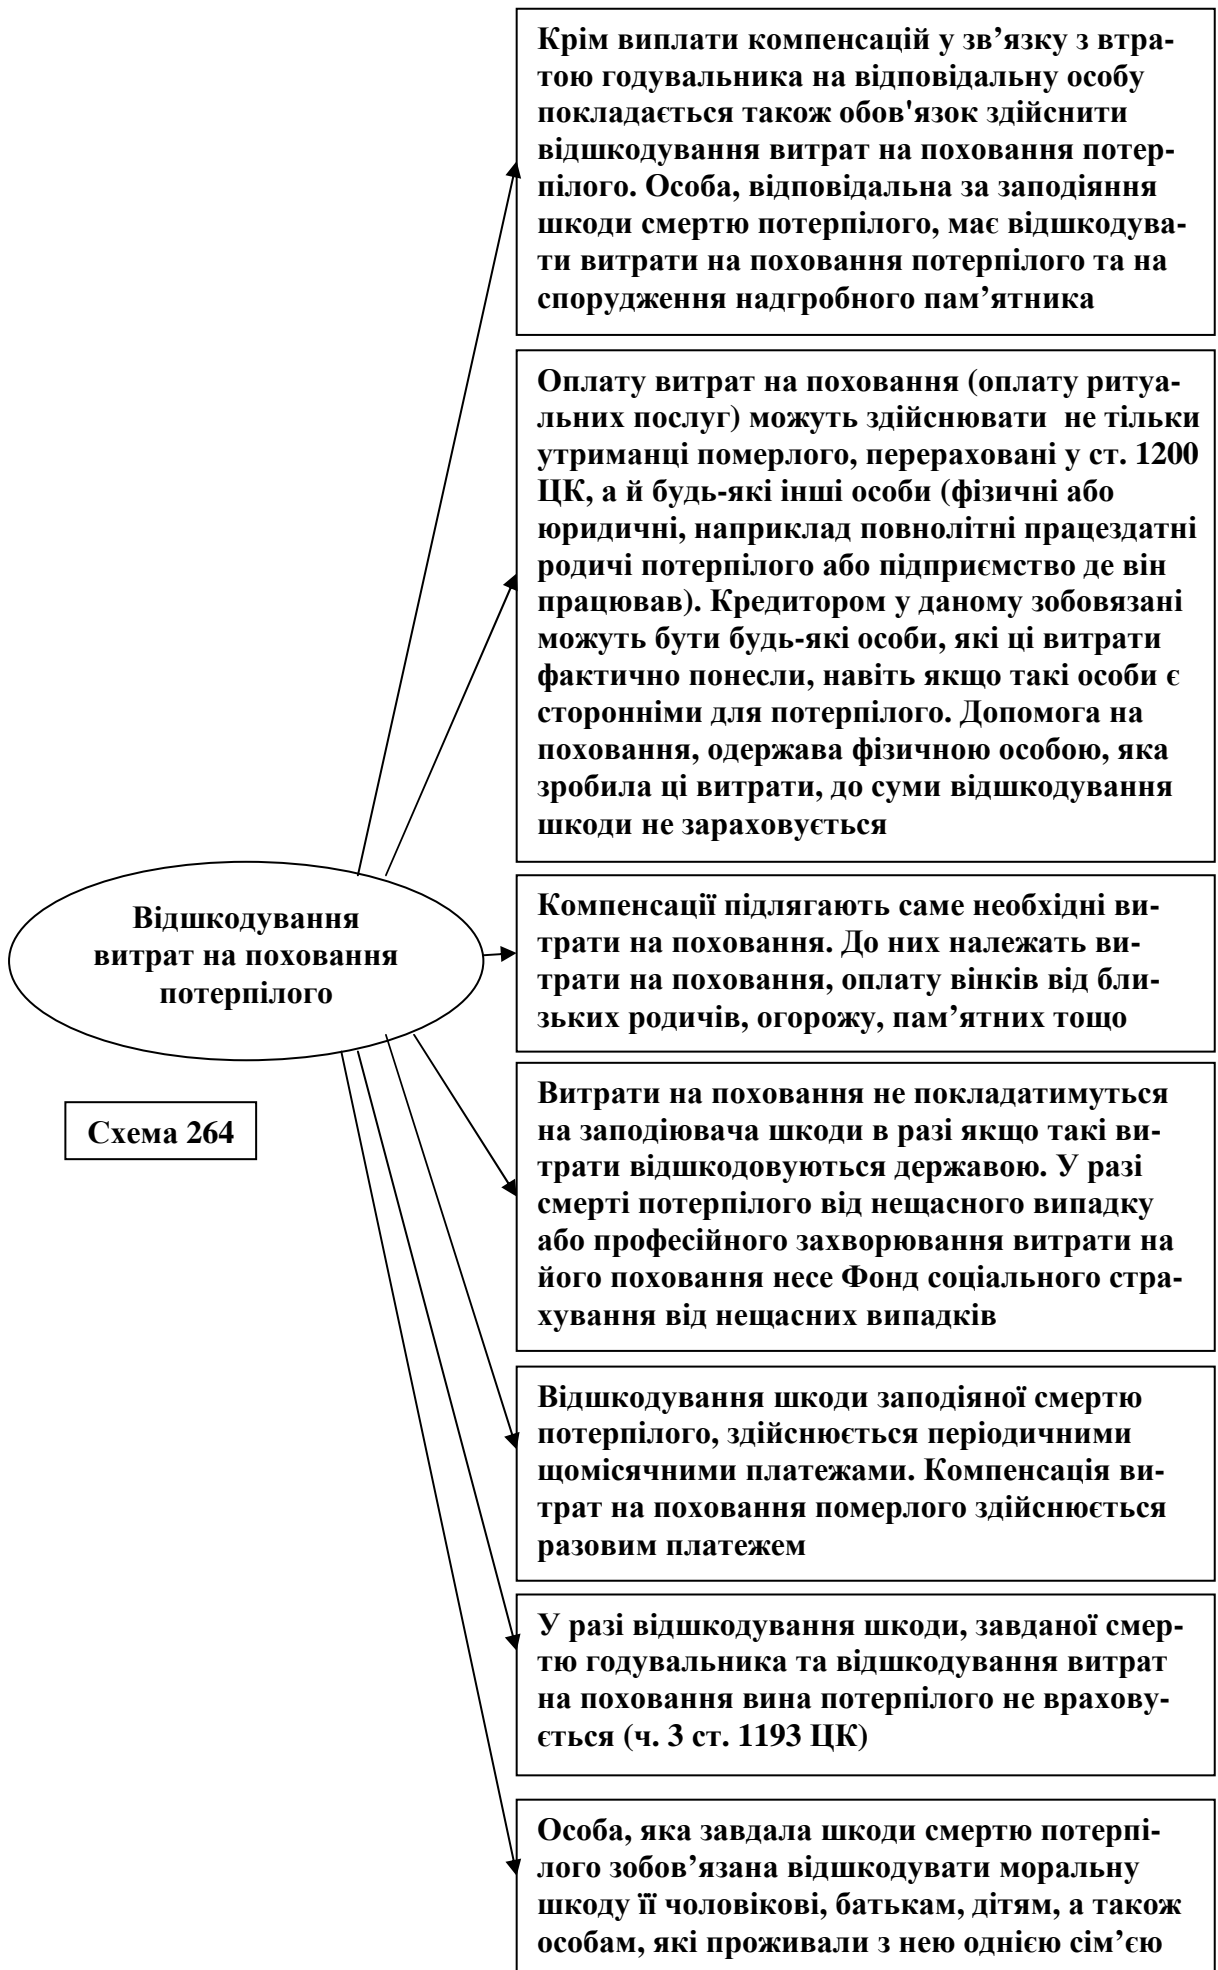 Крім виплати компенсацій у зв’язку з втра-
тою годувальника на відповідальну особу
покладається також обов'язок здійснити
відшкодування витрат на поховання потер-
пілого. Особа, відповідальна за заподіяння
шкоди смертю потерпілого, має відшкодува-
ти витрати на поховання потерпілого та на
спорудження надгробного пам’ятника
Оплату витрат на поховання (оплату ритуа-
льних послуг) можуть здійснювати не тільки
утриманці померлого, перераховані у ст. 1200
ЦК, а й будь-які інші особи (фізичні або
юридичні, наприклад повнолітні працездатні
родичі потерпілого або підприємство де він
працював). Кредитором у даному зобовязані
можуть бути будь-які особи, які ці витрати
фактично понесли, навіть якщо такі особи є
сторонніми для потерпілого. Допомога на
поховання, одержава фізичною особою, яка
зробила ці витрати, до суми відшкодування
шкоди не зараховується
Відшкодування
витрат на поховання
потерпілого
Компенсації підлягають саме необхідні ви-
трати на поховання. До них належать ви-
трати на поховання, оплату вінків від бли-
зьких родичів, огорожу, пам’ятних тощо
Схема 264
Витрати на поховання не покладатимуться
на заподіювача шкоди в разі якщо такі ви-
трати відшкодовуються державою. У разі
смерті потерпілого від нещасного випадку
або професійного захворювання витрати на
його поховання несе Фонд соціального стра-
хування від нещасних випадків
Відшкодування шкоди заподіяної смертю
потерпілого, здійснюється періодичними
щомісячними платежами. Компенсація ви-
трат на поховання померлого здійснюється
разовим платежем
У разі відшкодування шкоди, завданої смер-
тю годувальника та відшкодування витрат
на поховання вина потерпілого не врахову-
ється (ч. 3 ст. 1193 ЦК)
Особа, яка завдала шкоди смертю потерпі-
лого зобов’язана відшкодувати моральну
шкоду її чоловікові, батькам, дітям, а також
особам, які проживали з нею однією сім’єю